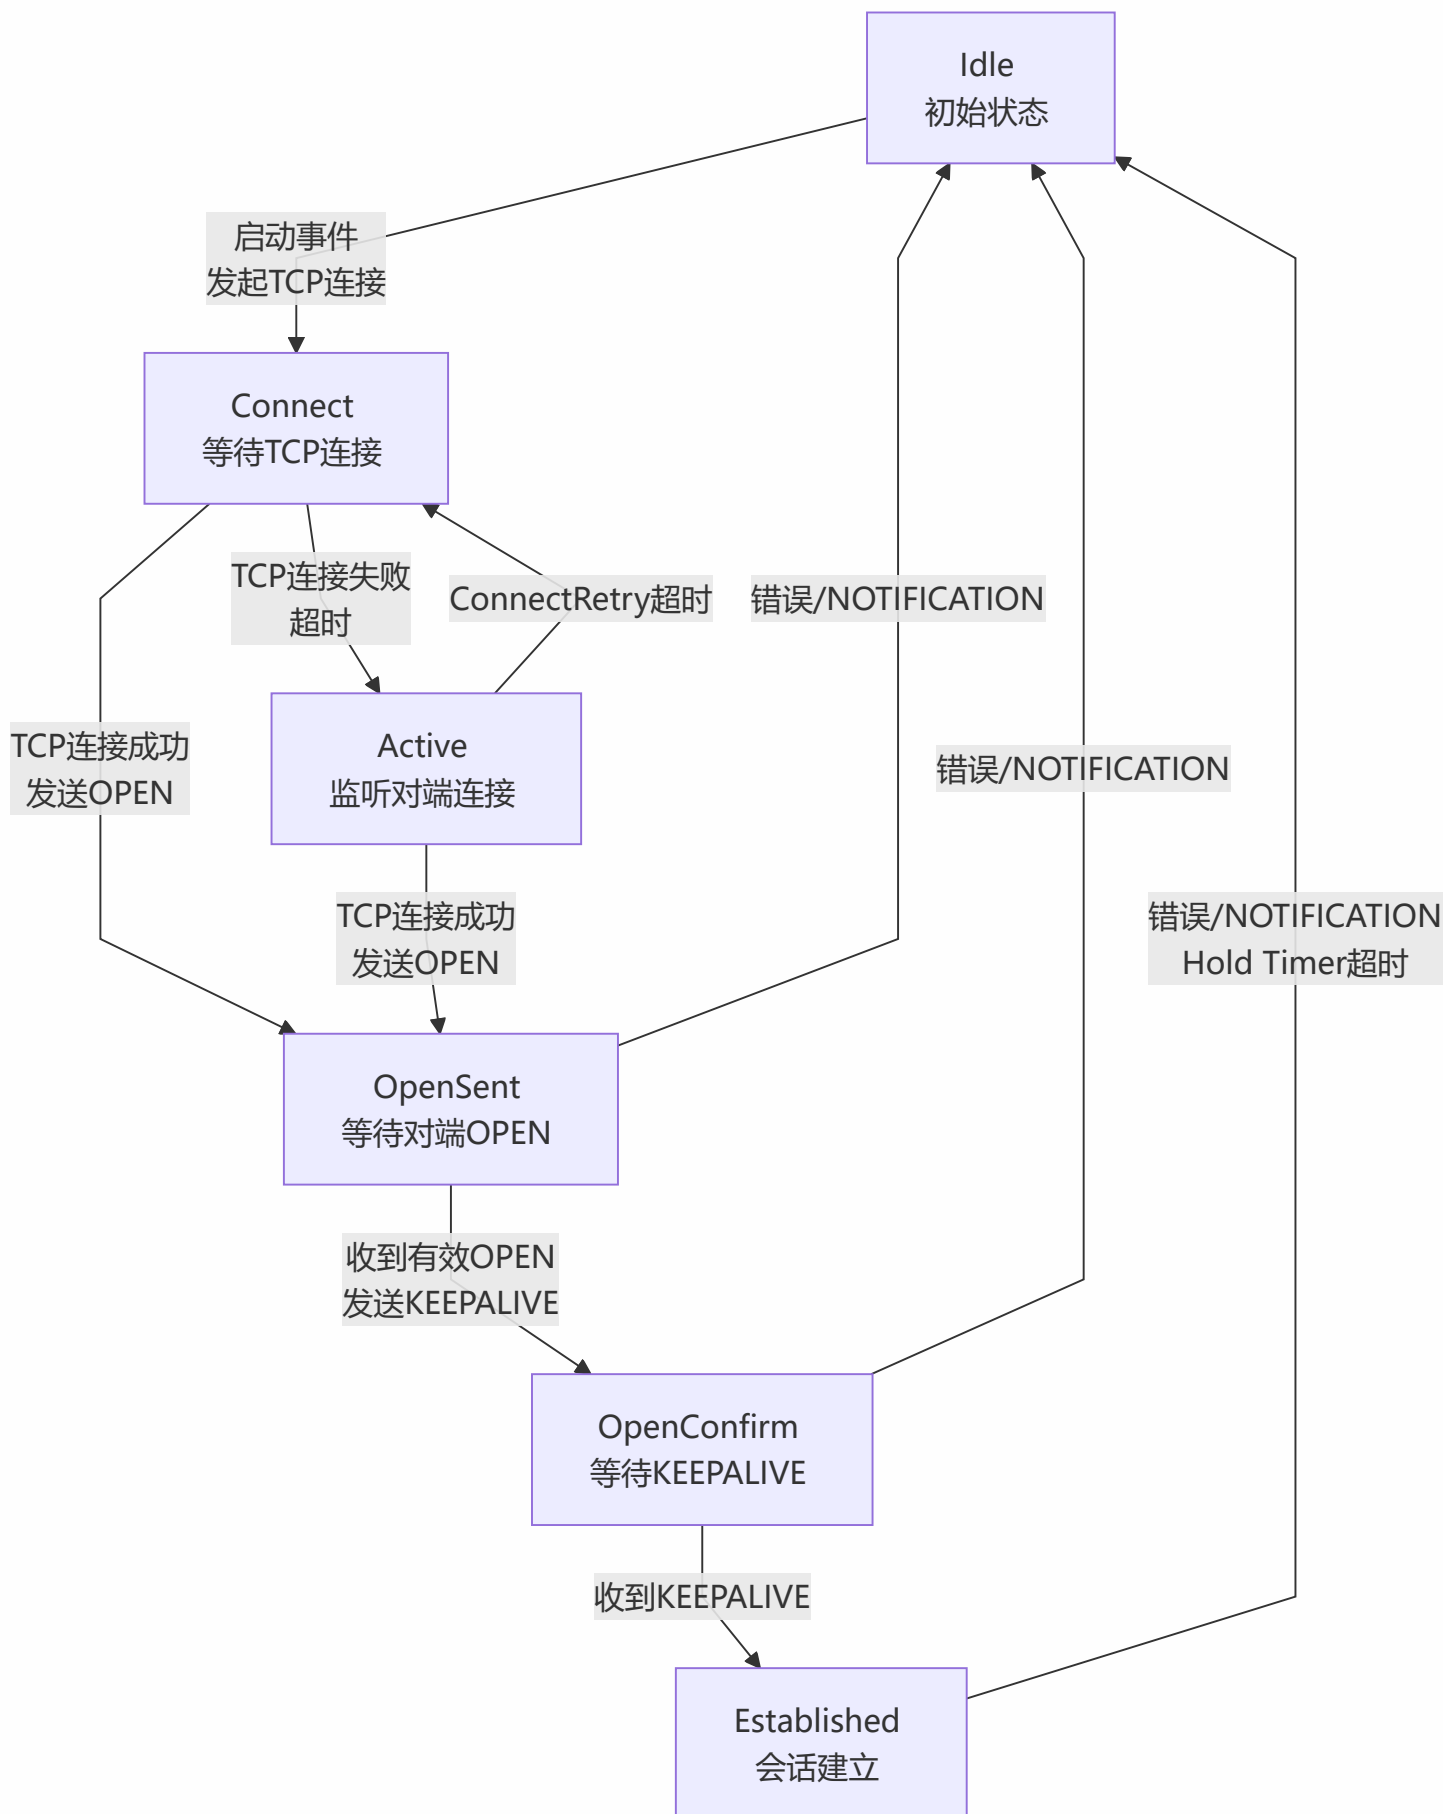 Idle
初始状态
启动事件
发起TCP连接
Connect
等待TCP连接
TCP连接失败
超时
ConnectRetry超时
错误/NOTIFICATION
TCP连接成功
发送OPEN
Active
监听对端连接
错误/NOTIFICATION
TCP连接成功
发送OPEN
错误/NOTIFICATION
Hold Timer超时
OpenSent
等待对端OPEN
收到有效OPEN
发送KEEPALIVE
OpenConfirm
等待KEEPALIVE
收到KEEPALIVE
Established
会话建立